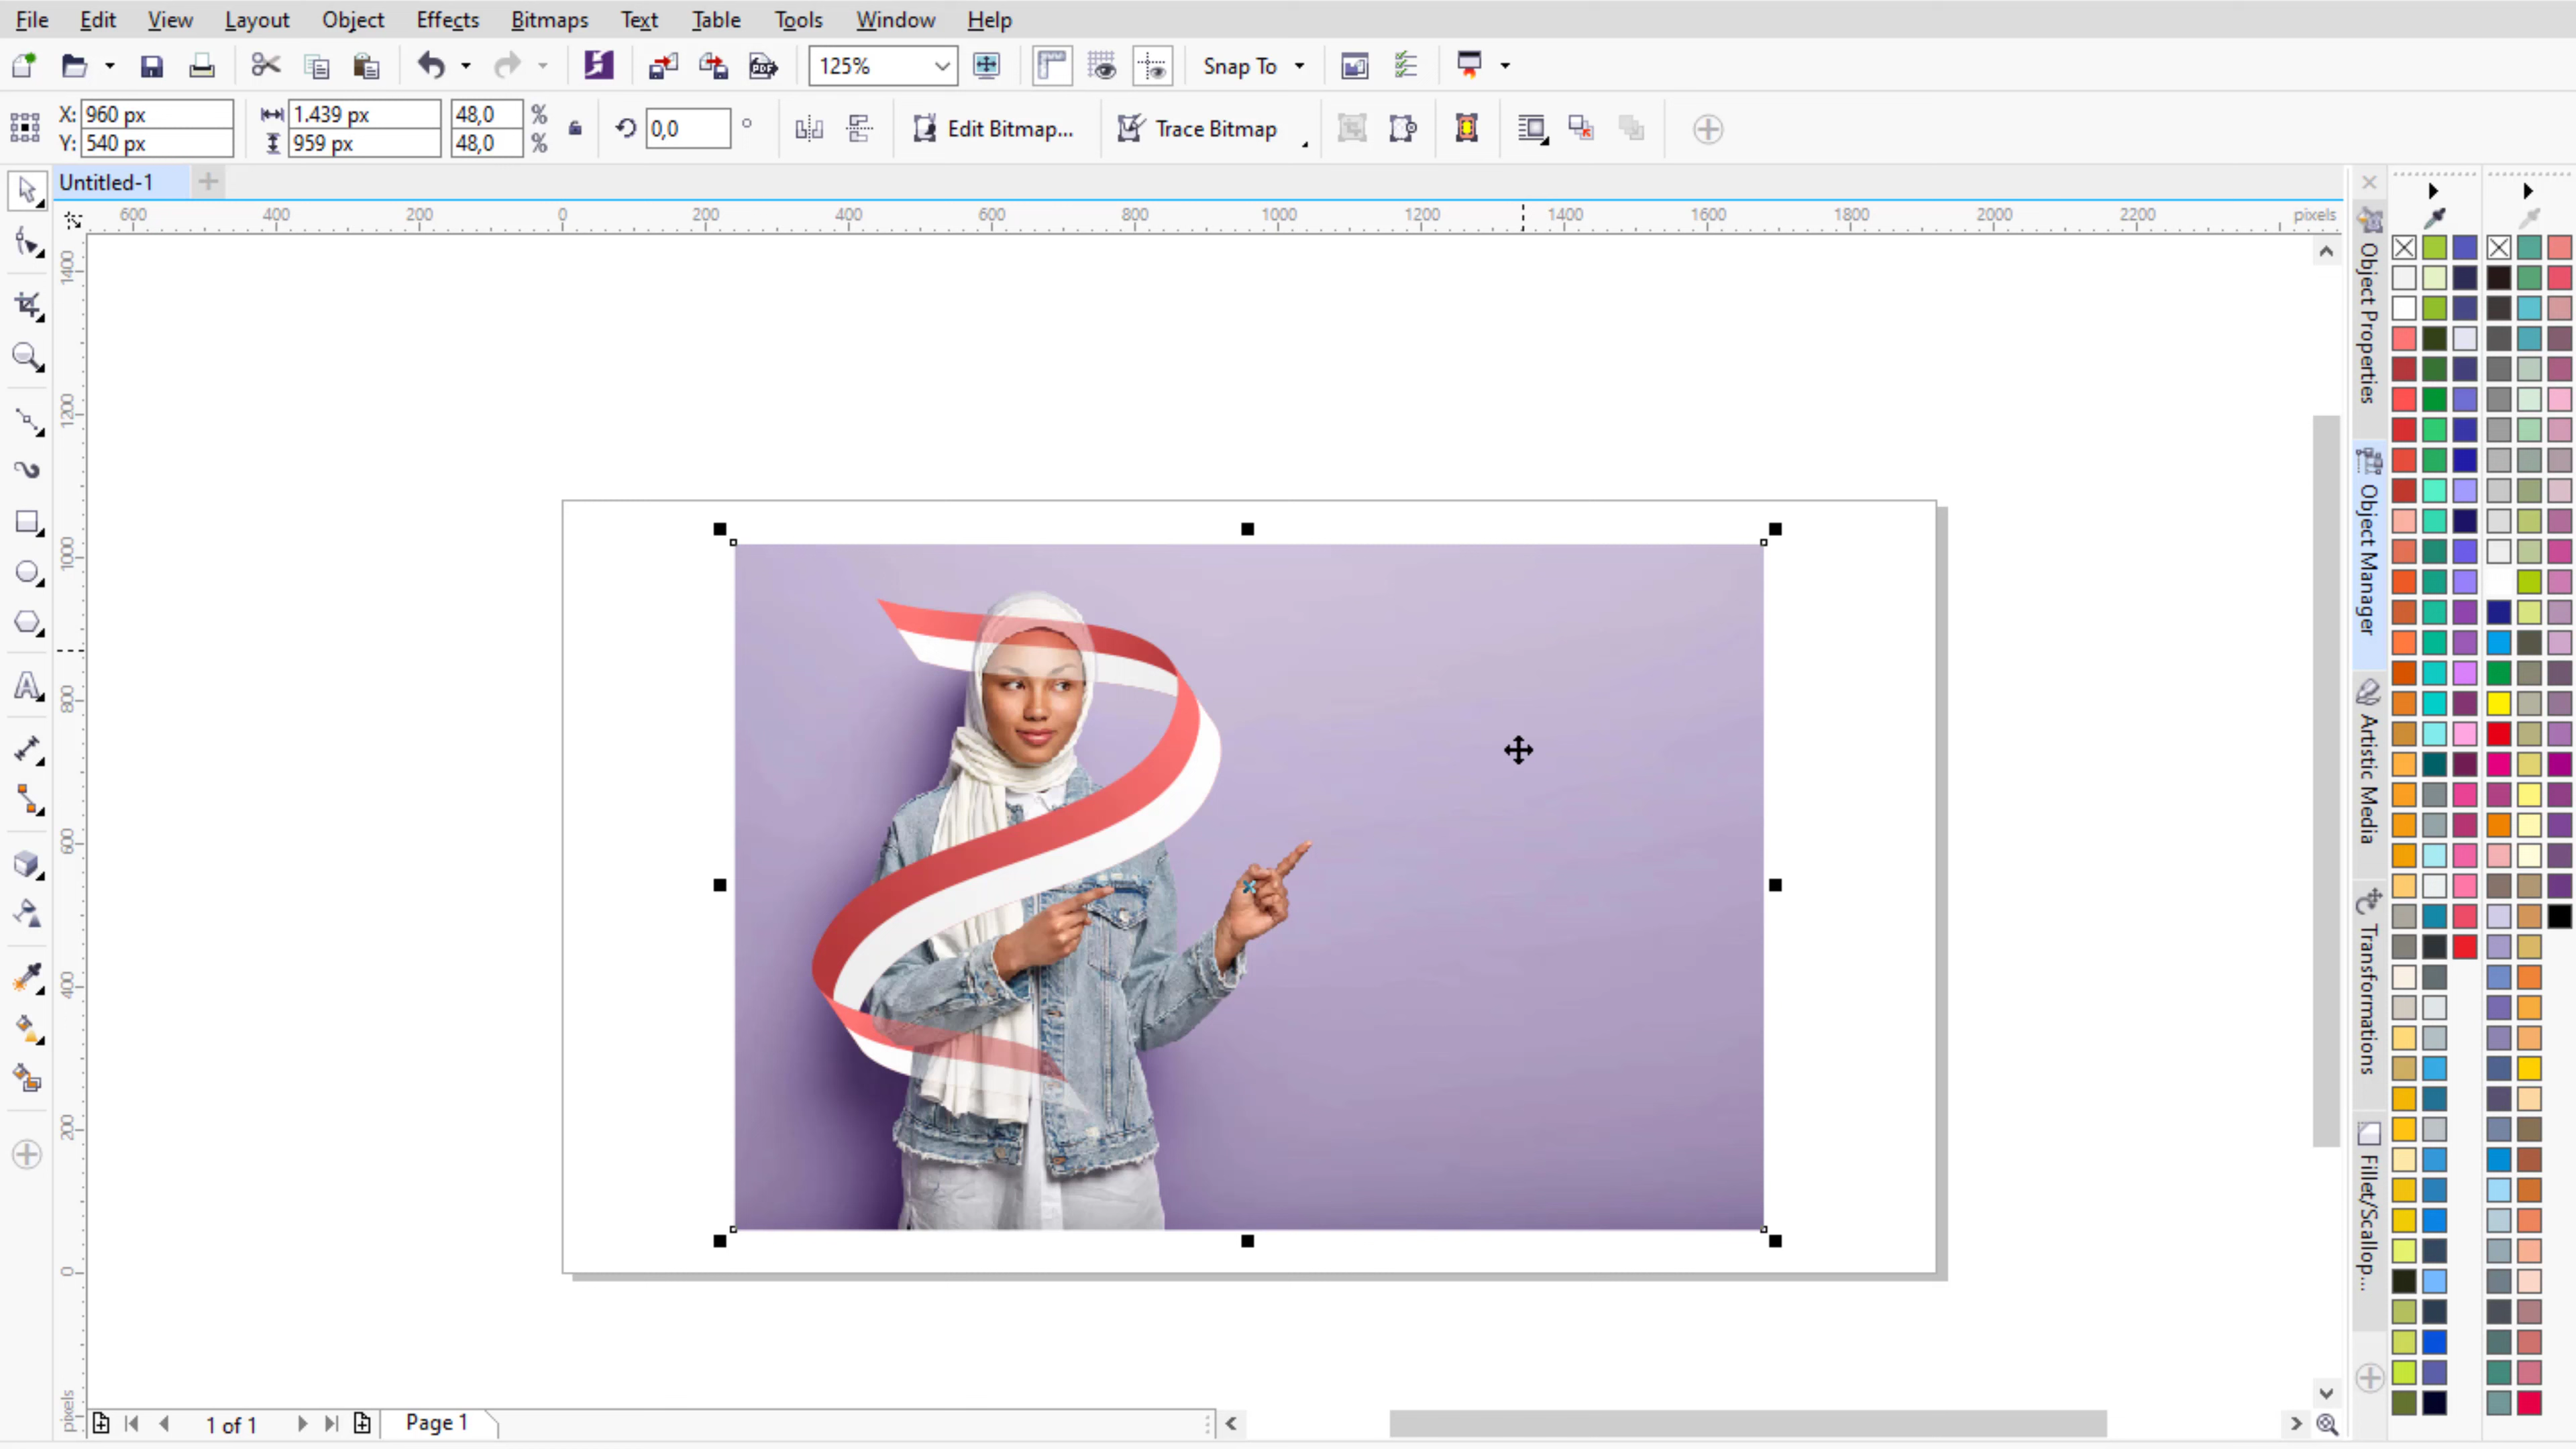 File Edit View Layout Object Effects Bitmaps Text Table Tools Window Help
PDF 125% Snap To
X: 960 px 1.439 px 48,0 %
Y: 540 px 959 px 48,0 %
0,0 ° Edit Bitmap... Trace Bitmap
Untitled-1
600 400 200 0 200 400 600 800 1000 1200 1400 1600 1800 2000 2200 pixels
1400
1200
1000
800
600
400
200
0
pixels
Object Properties
Object Manager
Artistic Media
Transformations
Fillet/Scallop...
1 of 1 Page 1